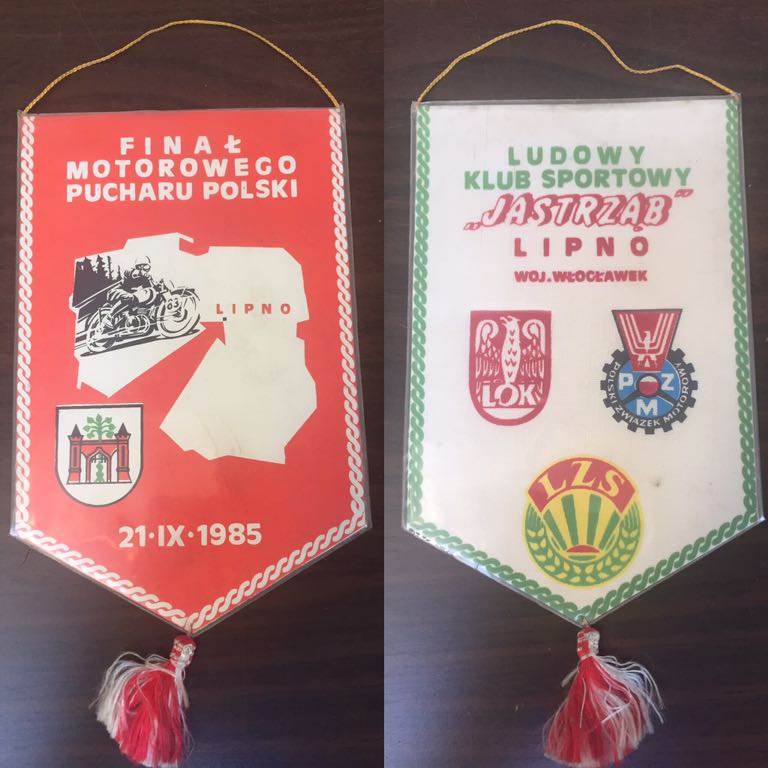 FINAŁ
MOTOROWEGO
PUCHARU POLSKI
63
LIPNO
21·IX·1985
LUDOWY
KLUB SPORTOWY
„JASTRZĄB”
LIPNO
WOJ. WŁOCŁAWEK
LOK
PZM
POLSKI ZWIĄZEK MOTOROWY
LZS